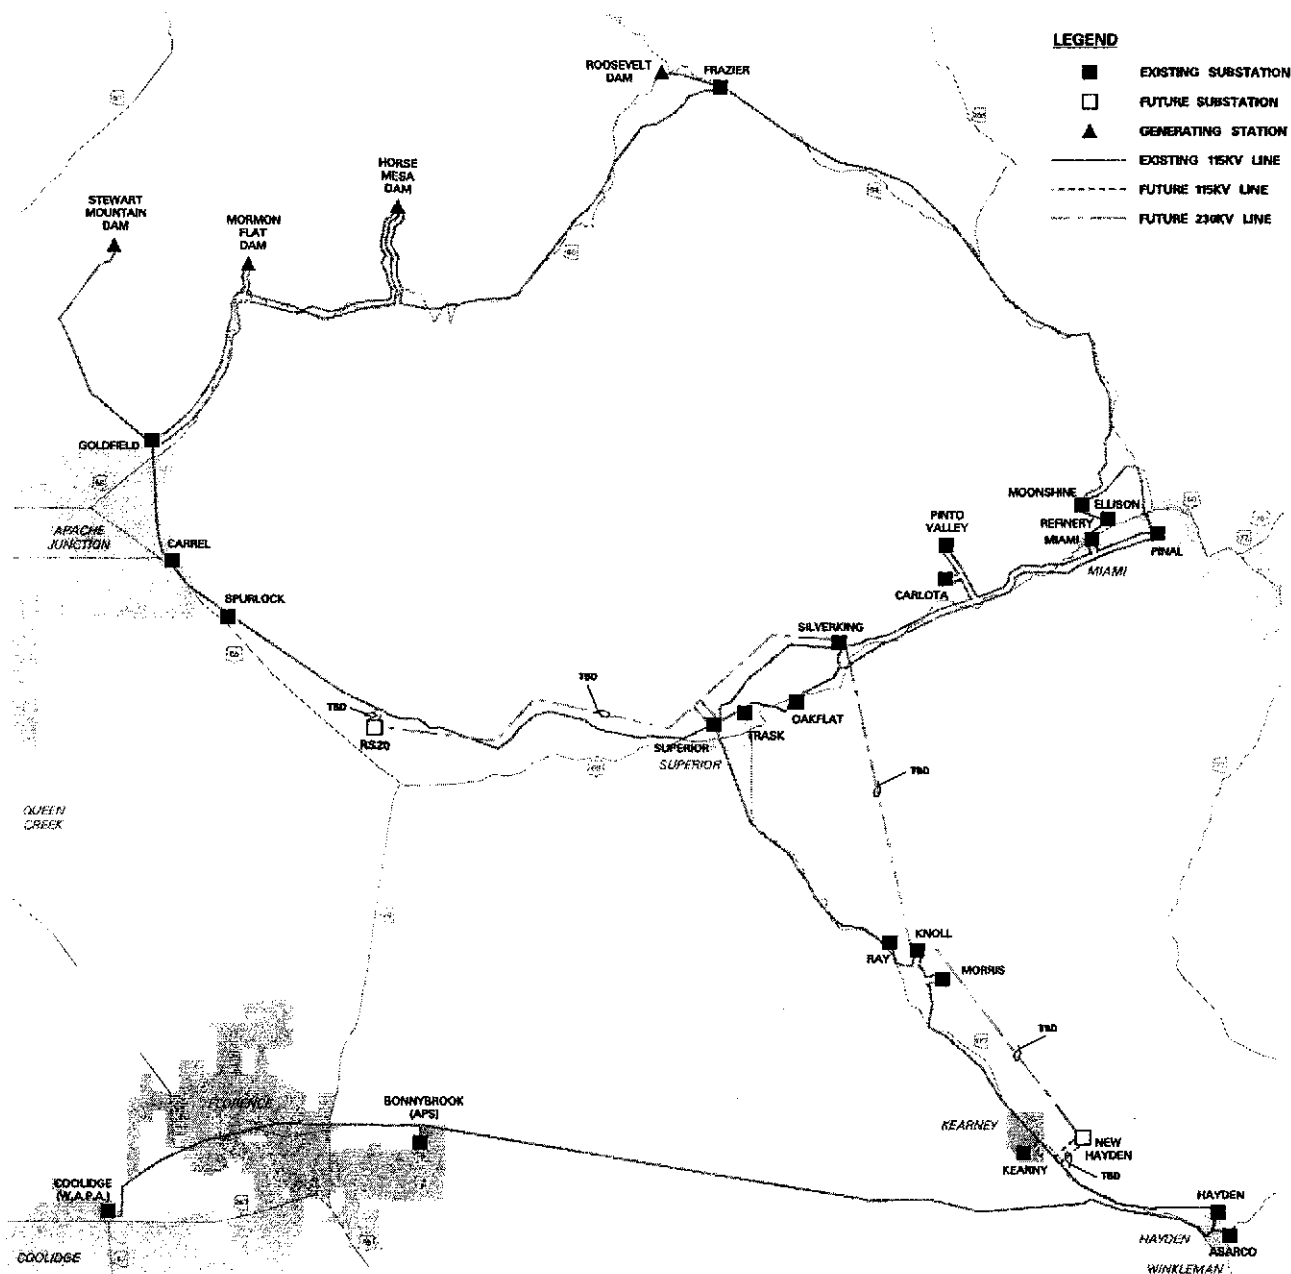 LEGEND
EXISTING SUBSTATION
FUTURE SUBSTATION
GENERATING STATION
EXISTING 115KV LINE
FUTURE 115KV LINE
FUTURE 230KV LINE
ROOSEVELT
DAM
FRAZIER
HORSE
MESA
DAM
STEWART
MOUNTAIN
DAM
MORMON
FLAT
DAM
GOLDFIELD
APACHE
JUNCTION
CARREL
SPURLOCK
MOONSHINE
ELLISON
REFINERY
MIAMI
PINAL
MIAMI
PINTO
VALLEY
CARLOTA
SILVERKING
TBD
TBD
RS20
OAKFLAT
TRASK
SUPERIOR
SUPERIOR
TBD
QUEEN
CREEK
KNOLL
RAY
MORRIS
TBD
FLORENCE
BONNYBROOK
(APS)
KEARNEY
KEARNY
NEW
HAYDEN
TBD
COOLIDGE
(W.A.P.A.)
HAYDEN
HAYDEN
ASARCO
COOLIDGE
WINKLEMAN